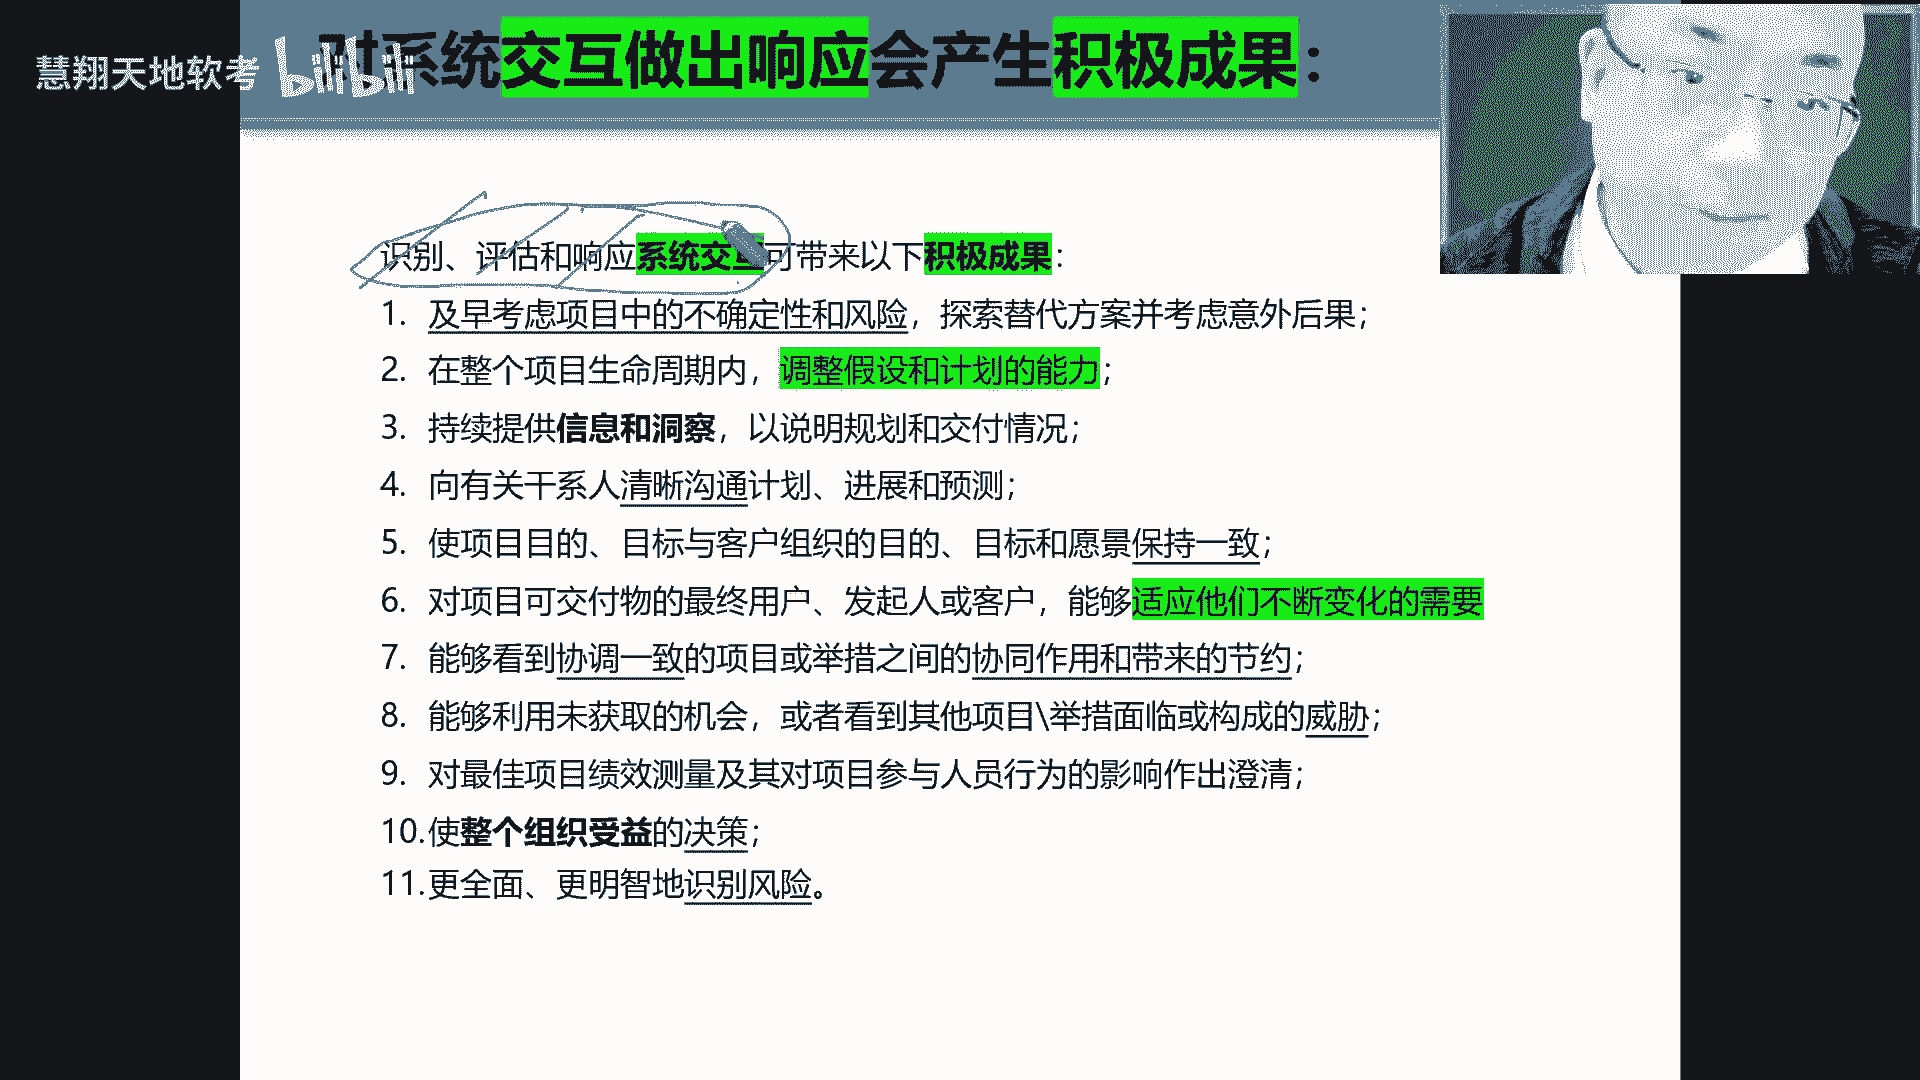 对系统交互做出响应会产生积极成果：
慧翔天地软考 bilibili
识别、评估和响应系统交互可带来以下积极成果：
1. 及早考虑项目中的不确定性和风险，探索替代方案并考虑意外后果；
2. 在整个项目生命周期内，调整假设和计划的能力；
3. 持续提供信息和洞察，以说明规划和交付情况；
4. 向有关干系人清晰沟通计划、进展和预测；
5. 使项目目的、目标与客户组织的目的、目标和愿景保持一致；
6. 对项目可交付物的最终用户、发起人或客户，能够适应他们不断变化的需要
7. 能够看到协调一致的项目或举措之间的协同作用和带来的节约；
8. 能够利用未获取的机会，或者看到其他项目\举措面临或构成的威胁；
9. 对最佳项目绩效测量及其对项目参与人员行为的影响作出澄清；
10.使整个组织受益的决策；
11.更全面、更明智地识别风险。